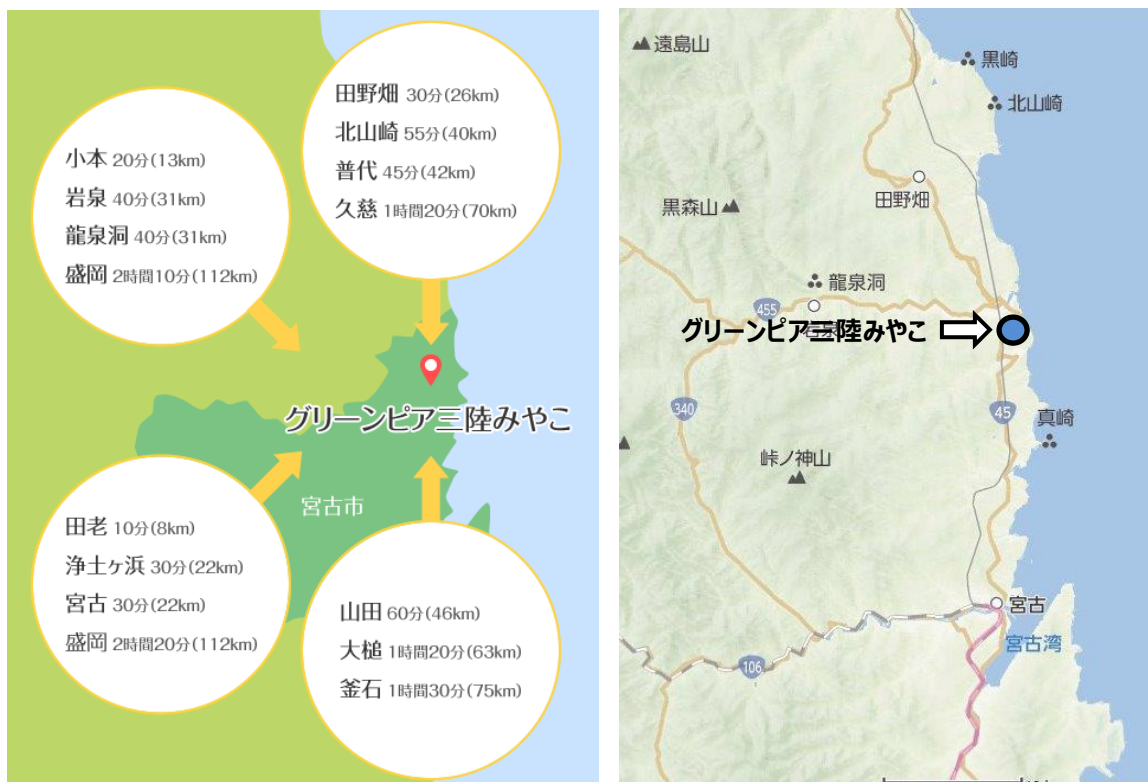 田野畑 30分(26km)
北山崎 55分(40km)
普代 45分(42km)
久慈 1時間20分(70km)
小本 20分(13km)
岩泉 40分(31km)
龍泉洞 40分(31km)
盛岡 2時間10分(112km)
グリーンピア三陸みやこ
宮古市
田老 10分(8km)
浄土ヶ浜 30分(22km)
宮古 30分(22km)
盛岡 2時間20分(112km)
山田 60分(46km)
大槌 1時間20分(63km)
釜石 1時間30分(75km)
遠島山
黒崎
北山崎
田野畑
黒森山
龍泉洞
455
岩泉
グリーンピア三陸みやこ
340
45
真崎
峠ノ神山
宮古
宮古湾
106